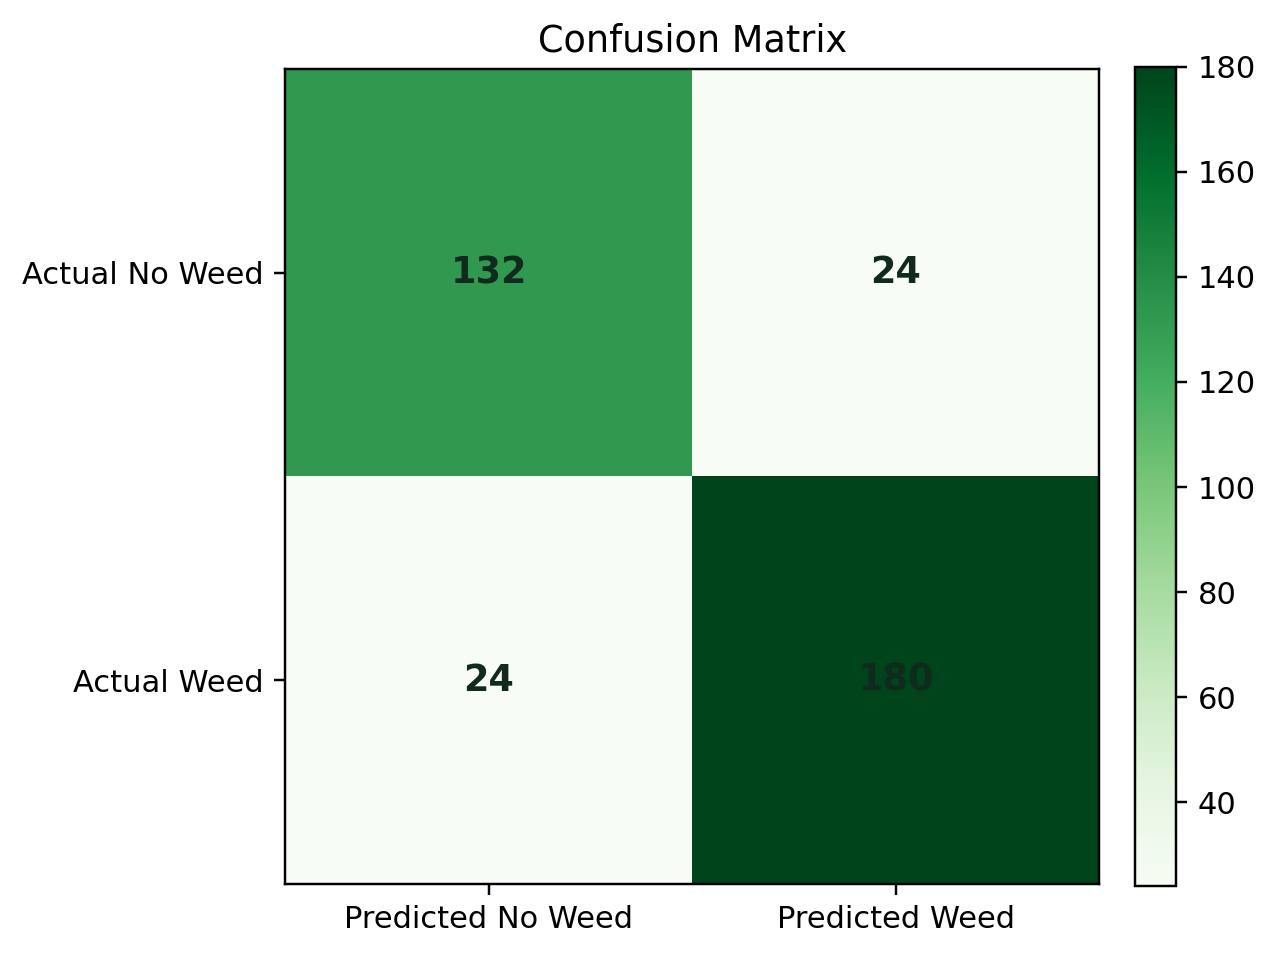 Confusion Matrix
Actual No Weed
132
24
Actual Weed
24
180
Predicted No Weed
Predicted Weed
180
160
140
120
100
80
60
40